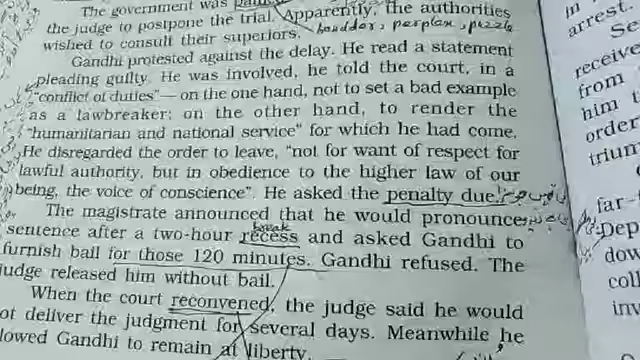 The government was
the judge to postpone the trial. Apparently, the authorities
wished to consult their superiors.
Gandhi protested against the delay. He read a statement
pleading guilty. He was involved, he told the court, in a
“conflict of duties”— on the one hand, not to set a bad example
as a lawbreaker; on the other hand, to render the
“humanitarian and national service” for which he had come.
He disregarded the order to leave, “not for want of respect for
lawful authority, but in obedience to the higher law of our
being, the voice of conscience”. He asked the penalty due.
The magistrate announced that he would pronounce
break
sentence after a two-hour recess and asked Gandhi to
furnish bail for those 120 minutes. Gandhi refused. The
judge released him without bail.
When the court reconvened, the judge said he would
ot deliver the judgment for several days. Meanwhile he
lowed Gandhi to remain at liberty.
in
arrest.
Se
receive
from
him t
order
trium
far-
Dep
dow
coll
inv